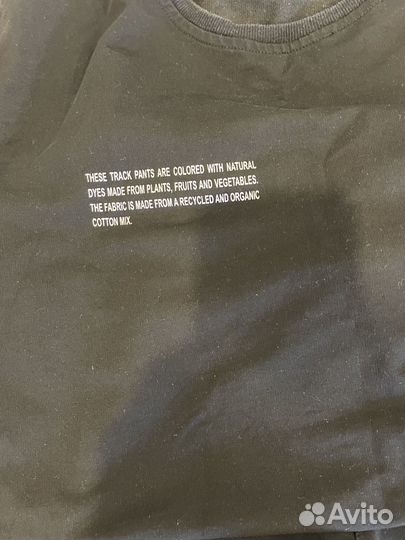 THESE TRACK PANTS ARE COLORED WITH NATURAL
DYES MADE FROM PLANTS, FRUITS AND VEGETABLES.
THE FABRIC IS MADE FROM A RECYCLED AND ORGANIC
COTTON MIX.
Avito